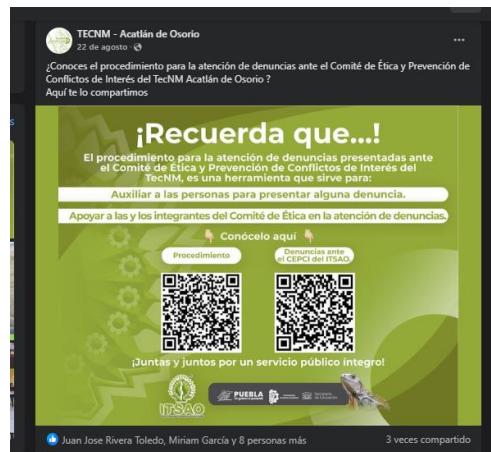 TECNM - Acatlán de Osorio
22 de agosto ·
¿Conoces el procedimiento para la atención de denuncias ante el Comité de Ética y Prevención de
Conflictos de Interés del TecNM Acatlán de Osorio ?
Aquí te lo compartimos
¡Recuerda que...!
El procedimiento para la atención de denuncias presentadas ante
el Comité de Ética y Prevención de Conflictos de Interés del
TecNM, es una herramienta que sirve para:
Auxiliar a las personas para presentar alguna denuncia.
Apoyar a las y los integrantes del Comité de Ética en la atención de denuncias.
Conócelo aquí
Procedimiento
Denuncias ante
el CEPCI del ITSAO.
¡Juntas y juntos por un servicio público íntegro!
ITSAO
PUEBLA
Juan Jose Rivera Toledo, Miriam García y 8 personas más
3 veces compartido